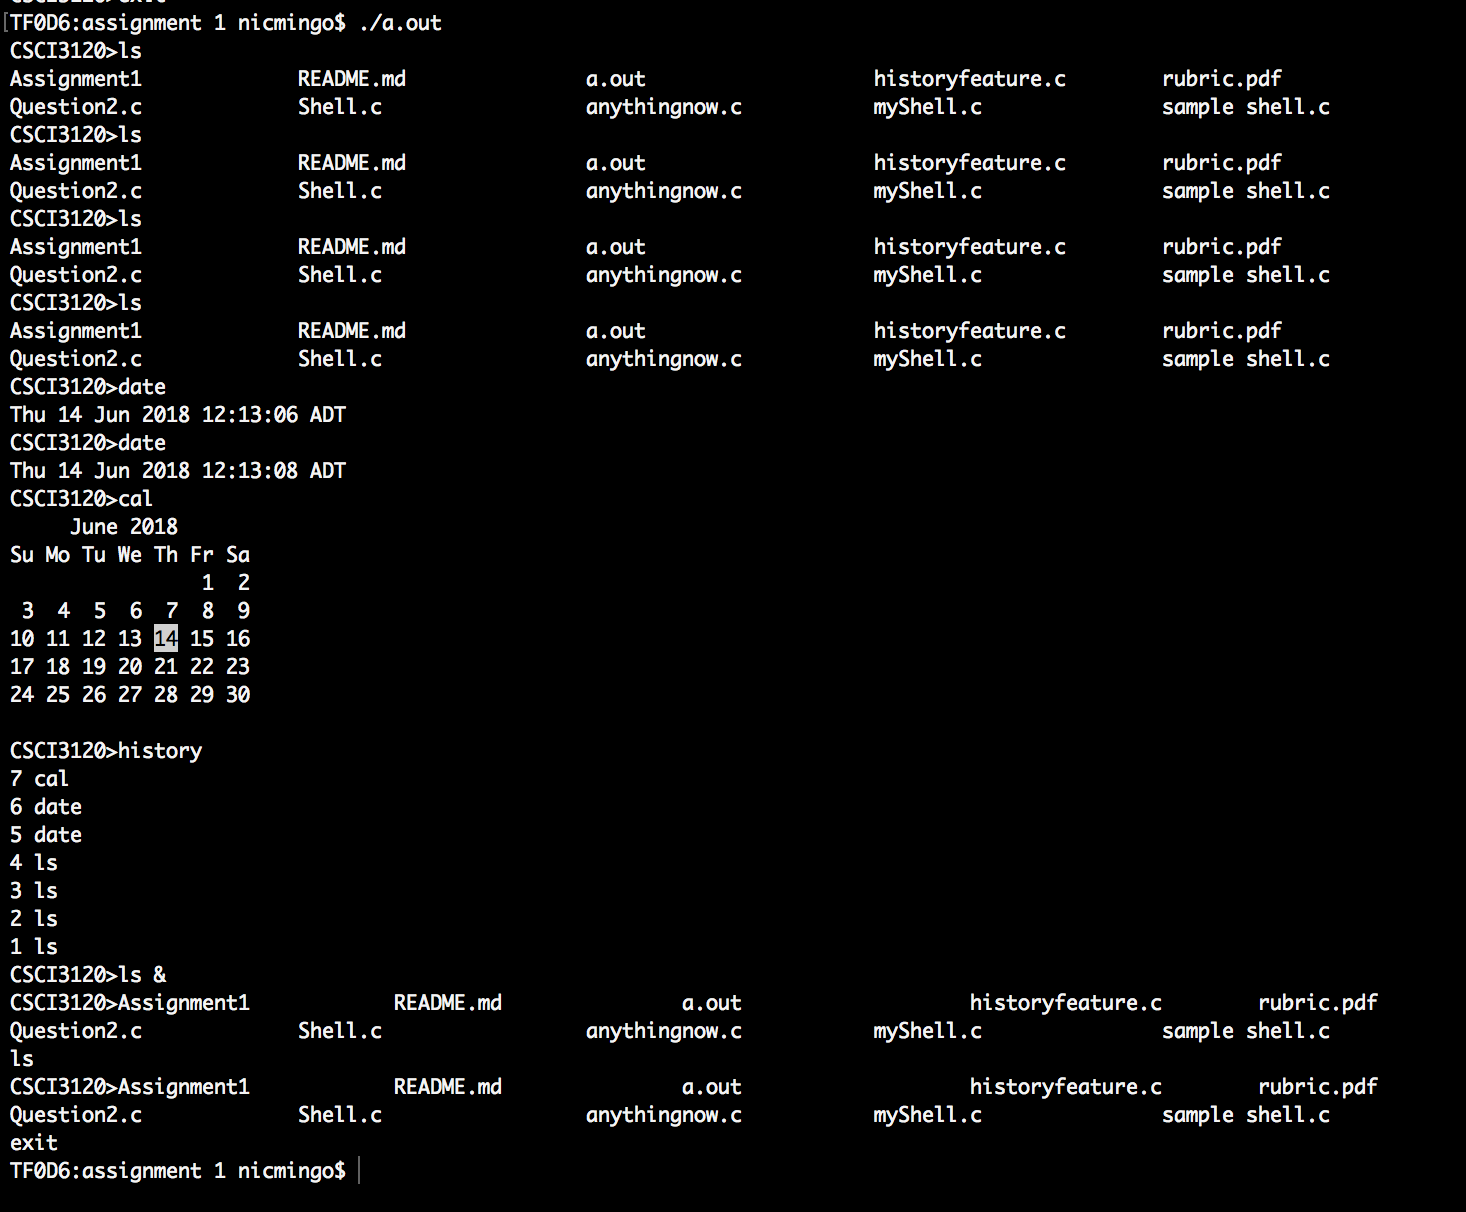 TF0D6:assignment 1 nicmingo$ ./a.out
CSCI3120>ls
Assignment1             README.md               a.out                   historyfeature.c        rubric.pdf
Question2.c             Shell.c                 anythingnow.c           myShell.c               sample shell.c
CSCI3120>ls
Assignment1             README.md               a.out                   historyfeature.c        rubric.pdf
Question2.c             Shell.c                 anythingnow.c           myShell.c               sample shell.c
CSCI3120>ls
Assignment1             README.md               a.out                   historyfeature.c        rubric.pdf
Question2.c             Shell.c                 anythingnow.c           myShell.c               sample shell.c
CSCI3120>ls
Assignment1             README.md               a.out                   historyfeature.c        rubric.pdf
Question2.c             Shell.c                 anythingnow.c           myShell.c               sample shell.c
CSCI3120>date
Thu 14 Jun 2018 12:13:06 ADT
CSCI3120>date
Thu 14 Jun 2018 12:13:08 ADT
CSCI3120>cal
     June 2018
Su Mo Tu We Th Fr Sa
                1  2
 3  4  5  6  7  8  9
10 11 12 13 14 15 16
17 18 19 20 21 22 23
24 25 26 27 28 29 30
CSCI3120>history
7 cal
6 date
5 date
4 ls
3 ls
2 ls
1 ls
CSCI3120>ls &
CSCI3120>Assignment1            README.md               a.out                   historyfeature.c        rubric.pdf
Question2.c             Shell.c                 anythingnow.c           myShell.c               sample shell.c
ls
CSCI3120>Assignment1            README.md               a.out                   historyfeature.c        rubric.pdf
Question2.c             Shell.c                 anythingnow.c           myShell.c               sample shell.c
exit
TF0D6:assignment 1 nicmingo$